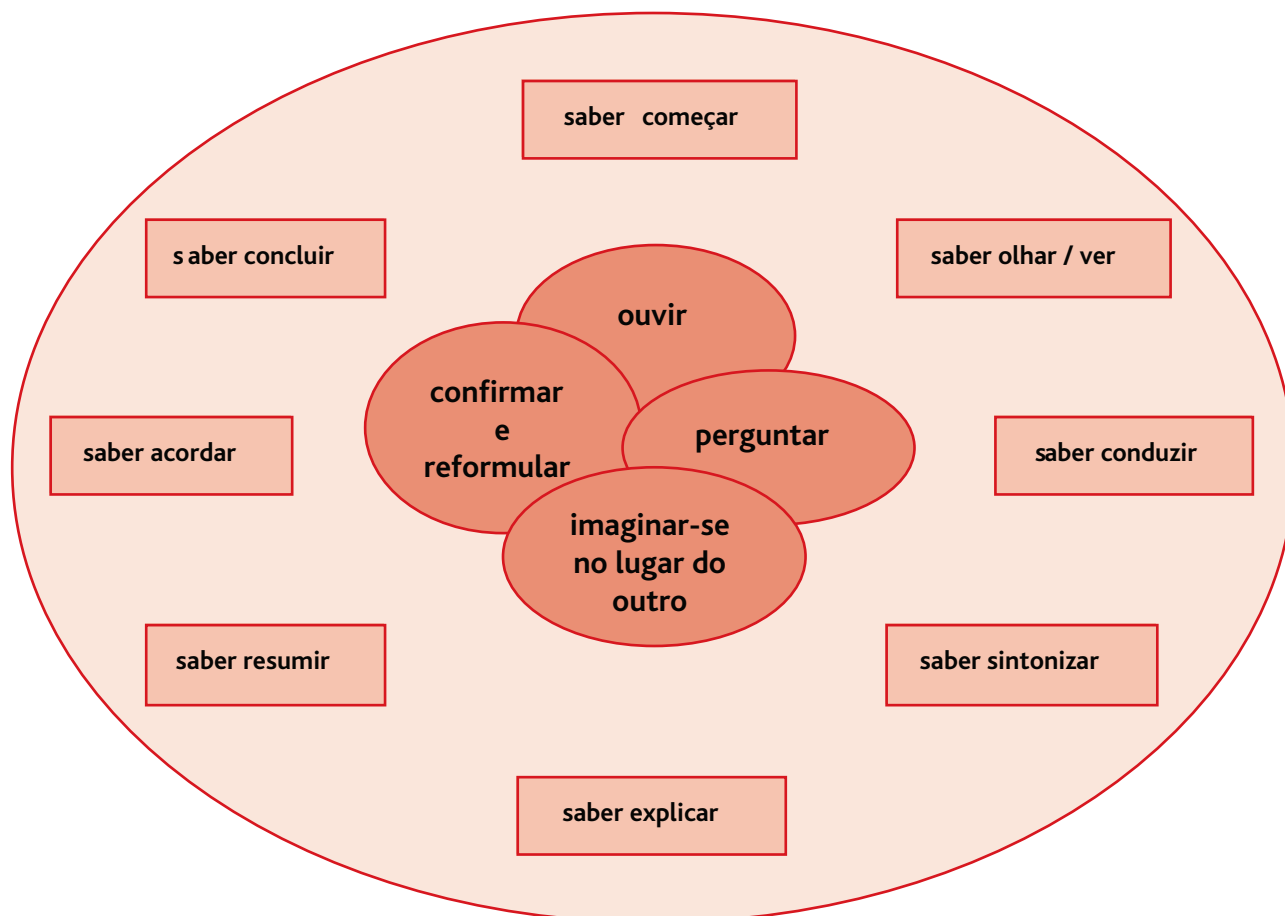 saber começar
s aber concluir
saber olhar / ver
ouvir
confirmar
e
reformular
perguntar
saber acordar
saber conduzir
imaginar-se
no lugar do
outro
saber resumir
saber sintonizar
saber explicar